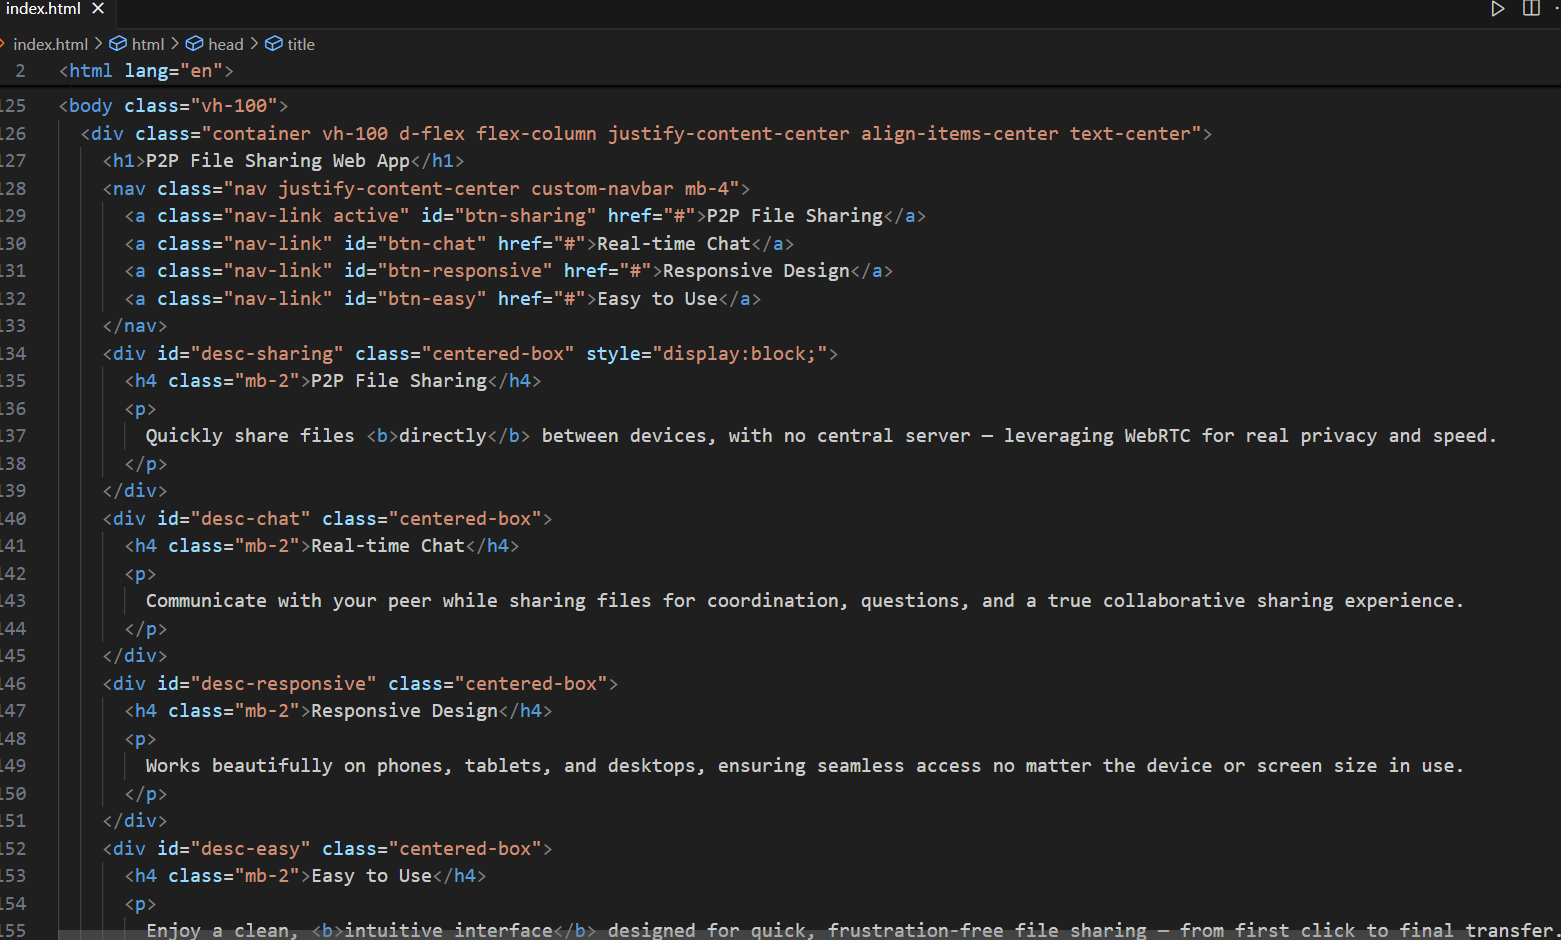 index.html
index.html > html > head > title
2 <html lang="en">
125 <body class="vh-100">
126 <div class="container vh-100 d-flex flex-column justify-content-center align-items-center text-center">
127 <h1>P2P File Sharing Web App</h1>
128 <nav class="nav justify-content-center custom-navbar mb-4">
129 <a class="nav-link active" id="btn-sharing" href="#">P2P File Sharing</a>
130 <a class="nav-link" id="btn-chat" href="#">Real-time Chat</a>
131 <a class="nav-link" id="btn-responsive" href="#">Responsive Design</a>
132 <a class="nav-link" id="btn-easy" href="#">Easy to Use</a>
133 </nav>
134 <div id="desc-sharing" class="centered-box" style="display:block;">
135 <h4 class="mb-2">P2P File Sharing</h4>
136 <p>
137 Quickly share files <b>directly</b> between devices, with no central server — leveraging WebRTC for real privacy and speed.
138 </p>
139 </div>
140 <div id="desc-chat" class="centered-box">
141 <h4 class="mb-2">Real-time Chat</h4>
142 <p>
143 Communicate with your peer while sharing files for coordination, questions, and a true collaborative sharing experience.
144 </p>
145 </div>
146 <div id="desc-responsive" class="centered-box">
147 <h4 class="mb-2">Responsive Design</h4>
148 <p>
149 Works beautifully on phones, tablets, and desktops, ensuring seamless access no matter the device or screen size in use.
150 </p>
151 </div>
152 <div id="desc-easy" class="centered-box">
153 <h4 class="mb-2">Easy to Use</h4>
154 <p>
155 Enjoy a clean, <b>intuitive interface</b> designed for quick, frustration-free file sharing — from first click to final transfer.